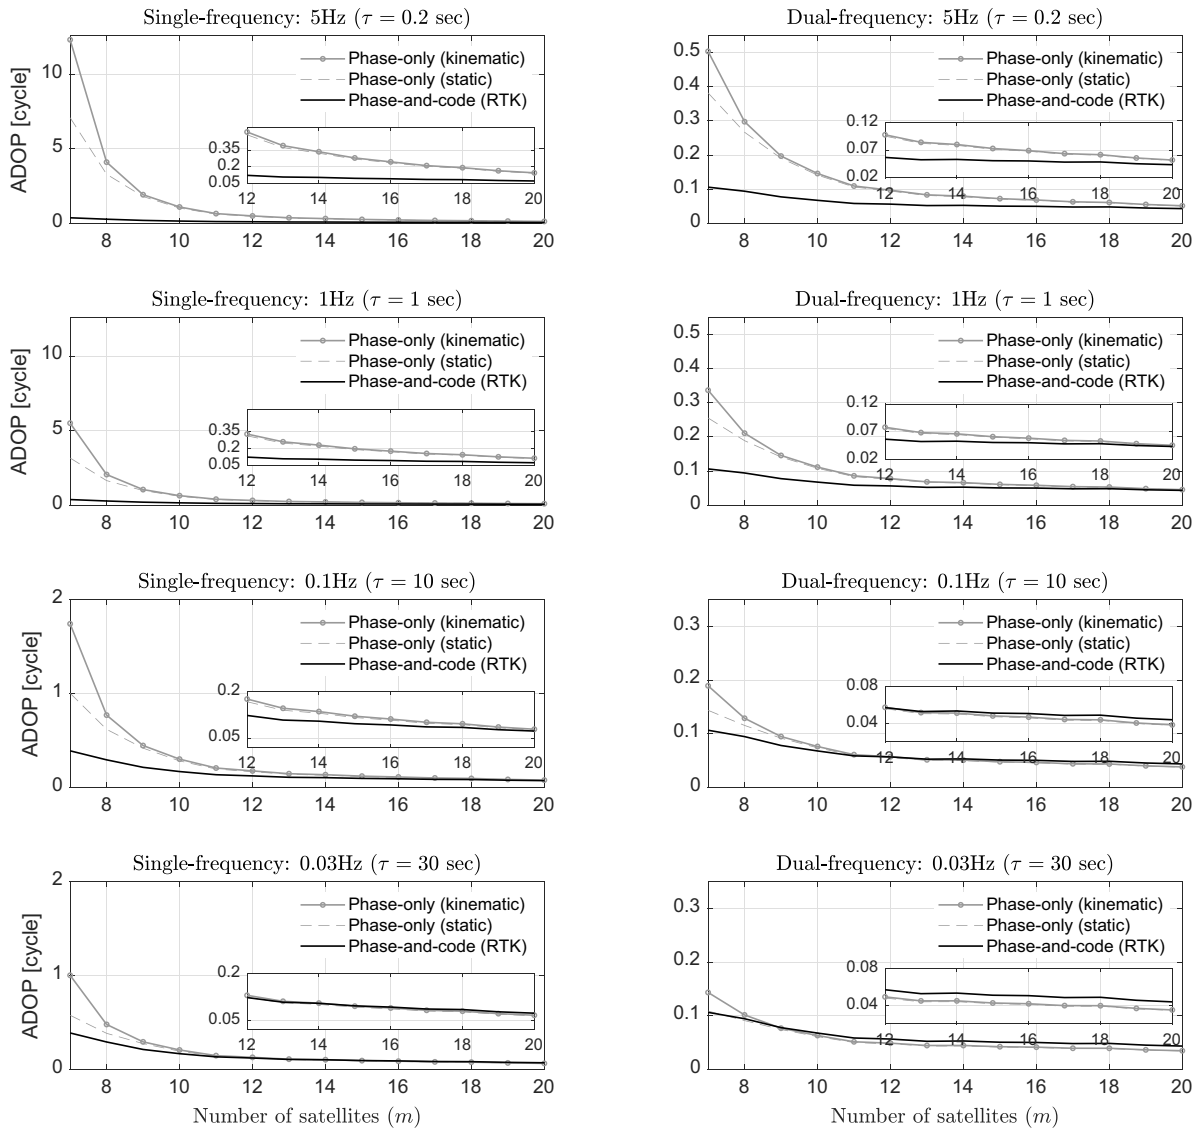 Single-frequency: 5Hz (τ = 0.2 sec)
ADOP [cycle]
10
5
0
8 10 12 14 16 18 20
Phase-only (kinematic)
Phase-only (static)
Phase-and-code (RTK)
0.35
0.2
0.05
12 14 16 18 20
Dual-frequency: 5Hz (τ = 0.2 sec)
0.5
0.4
0.3
0.2
0.1
0
8 10 12 14 16 18 20
Phase-only (kinematic)
Phase-only (static)
Phase-and-code (RTK)
0.12
0.07
0.02
12 14 16 18 20
Single-frequency: 1Hz (τ = 1 sec)
ADOP [cycle]
10
5
0
8 10 12 14 16 18 20
Phase-only (kinematic)
Phase-only (static)
Phase-and-code (RTK)
0.35
0.2
0.05
12 14 16 18 20
Dual-frequency: 1Hz (τ = 1 sec)
0.5
0.4
0.3
0.2
0.1
0
8 10 12 14 16 18 20
Phase-only (kinematic)
Phase-only (static)
Phase-and-code (RTK)
0.12
0.07
0.02
12 14 16 18 20
Single-frequency: 0.1Hz (τ = 10 sec)
ADOP [cycle]
2
1
0
8 10 12 14 16 18 20
Phase-only (kinematic)
Phase-only (static)
Phase-and-code (RTK)
0.2
0.05
12 14 16 18 20
Dual-frequency: 0.1Hz (τ = 10 sec)
0.3
0.2
0.1
0
8 10 12 14 16 18 20
Phase-only (kinematic)
Phase-only (static)
Phase-and-code (RTK)
0.08
0.04
12 14 16 18 20
Single-frequency: 0.03Hz (τ = 30 sec)
ADOP [cycle]
2
1
0
8 10 12 14 16 18 20
Phase-only (kinematic)
Phase-only (static)
Phase-and-code (RTK)
0.2
0.05
12 14 16 18 20
Number of satellites (m)
Dual-frequency: 0.03Hz (τ = 30 sec)
0.3
0.2
0.1
0
8 10 12 14 16 18 20
Phase-only (kinematic)
Phase-only (static)
Phase-and-code (RTK)
0.08
0.04
12 14 16 18 20
Number of satellites (m)